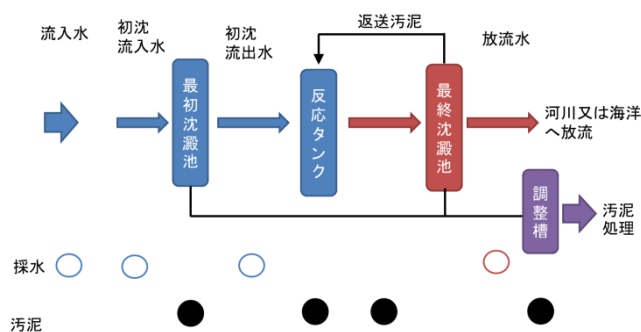 流入水
初沈
流入水
初沈
流出水
返送汚泥
放流水
最初沈澱池
反応タンク
最終沈澱池
河川又は海洋
へ放流
調整槽
汚泥
処理
採水
汚泥